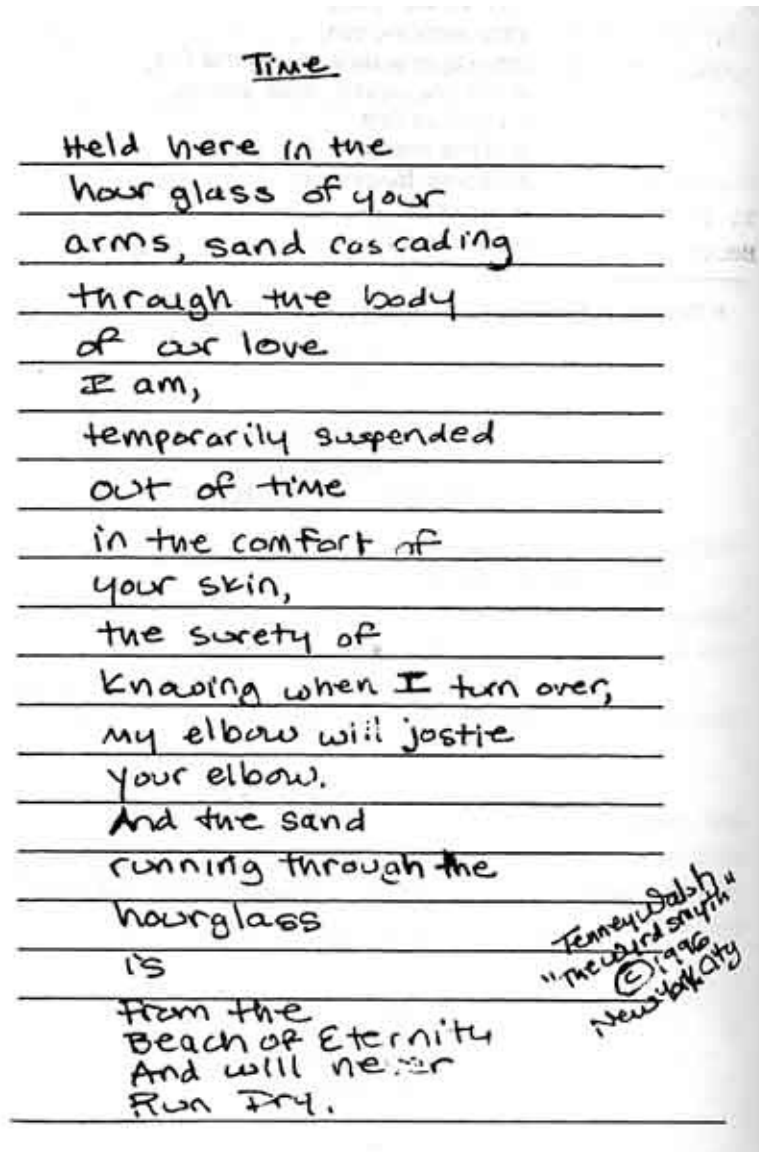 Time
Held here in the
hour glass of your
arms, sand cascading
through the body
of our love
I am,
temporarily suspended
out of time
in the comfort of
your skin,
the surety of
Knowing when I turn over,
my elbow will jostle
your elbow.
And the sand
running through the
hourglass
is
From the
Beach of Eternity
And will never
Run Dry.
Tenney Walsh
"The Wyrd Smyth"
© 1996
New York City